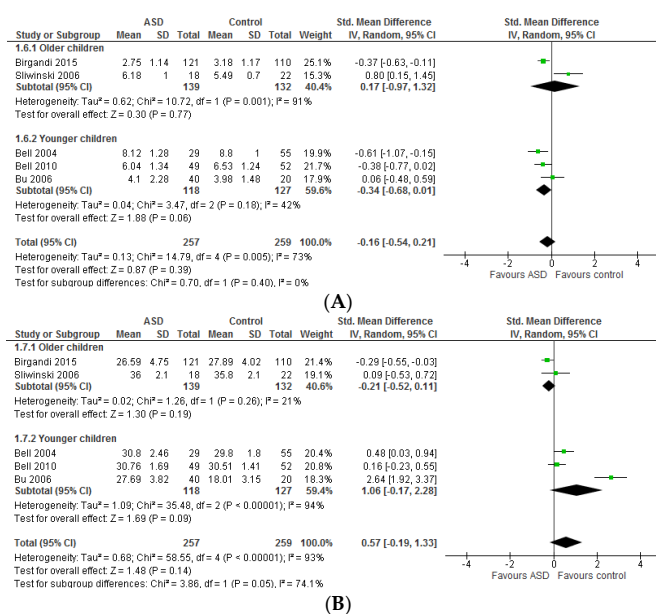 ASD Control Std. Mean Difference Std. Mean Difference
Study or Subgroup Mean SD Total Mean SD Total Weight IV, Random, 95% CI IV, Random, 95% CI
1.6.1 Older children
Birgandi 2015 2.75 1.14 121 3.18 1.17 110 25.1% -0.37 [-0.63, -0.11]
Sliwinski 2006 6.18 1 18 5.49 0.7 22 15.3% 0.80 [0.15, 1.45]
Subtotal (95% CI) 139 132 40.4% 0.17 [-0.97, 1.32]
Heterogeneity: Tau² = 0.62; Chi² = 10.72, df = 1 (P = 0.001); I² = 91%
Test for overall effect: Z = 0.30 (P = 0.77)
1.6.2 Younger children
Bell 2004 8.12 1.28 29 8.8 1 55 19.9% -0.61 [-1.07, -0.15]
Bell 2010 6.04 1.34 49 6.53 1.24 52 21.7% -0.38 [-0.77, 0.02]
Bu 2006 4.1 2.28 40 3.98 1.48 20 17.9% 0.06 [-0.48, 0.59]
Subtotal (95% CI) 118 127 59.6% -0.34 [-0.68, 0.01]
Heterogeneity: Tau² = 0.04; Chi² = 3.47, df = 2 (P = 0.18); I² = 42%
Test for overall effect: Z = 1.88 (P = 0.06)
Total (95% CI) 257 259 100.0% -0.16 [-0.54, 0.21]
Heterogeneity: Tau² = 0.13; Chi² = 14.79, df = 4 (P = 0.005); I² = 73%
Test for overall effect: Z = 0.87 (P = 0.39)
Test for subgroup differences: Chi² = 0.70, df = 1 (P = 0.40), I² = 0%
-4 -2 0 2 4
Favours ASD Favours control
(A)
ASD Control Std. Mean Difference Std. Mean Difference
Study or Subgroup Mean SD Total Mean SD Total Weight IV, Random, 95% CI IV, Random, 95% CI
1.7.1 Older children
Birgandi 2015 26.59 4.75 121 27.89 4.02 110 21.4% -0.29 [-0.55, -0.03]
Sliwinski 2006 36 2.1 18 35.8 2.1 22 19.1% 0.09 [-0.53, 0.72]
Subtotal (95% CI) 139 132 40.6% -0.21 [-0.52, 0.11]
Heterogeneity: Tau² = 0.02; Chi² = 1.26, df = 1 (P = 0.26); I² = 21%
Test for overall effect: Z = 1.30 (P = 0.19)
1.7.2 Younger children
Bell 2004 30.8 2.46 29 29.8 1.8 55 20.4% 0.48 [0.03, 0.94]
Bell 2010 30.76 1.69 49 30.51 1.41 52 20.8% 0.16 [-0.23, 0.55]
Bu 2006 27.69 3.82 40 18.01 3.15 20 18.3% 2.64 [1.92, 3.37]
Subtotal (95% CI) 118 127 59.4% 1.06 [-0.17, 2.28]
Heterogeneity: Tau² = 1.09; Chi² = 35.48, df = 2 (P < 0.00001); I² = 94%
Test for overall effect: Z = 1.69 (P = 0.09)
Total (95% CI) 257 259 100.0% 0.57 [-0.19, 1.33]
Heterogeneity: Tau² = 0.68; Chi² = 58.55, df = 4 (P < 0.00001); I² = 93%
Test for overall effect: Z = 1.48 (P = 0.14)
Test for subgroup differences: Chi² = 3.86, df = 1 (P = 0.05), I² = 74.1%
-4 -2 0 2 4
Favours ASD Favours control
(B)